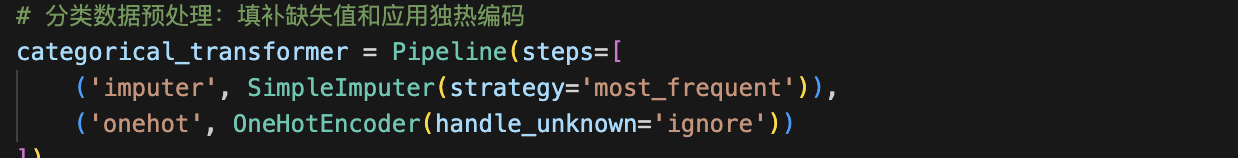 # 分类数据预处理：填补缺失值和应用独热编码
categorical_transformer = Pipeline(steps=[
    ('imputer', SimpleImputer(strategy='most_frequent')),
    ('onehot', OneHotEncoder(handle_unknown='ignore'))
])